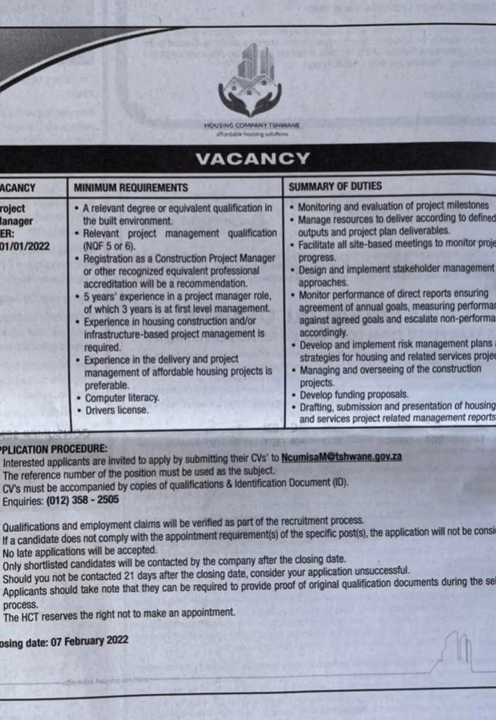 HOUSING COMPANY TSHWANE
affordable housing solutions
VACANCY
ACANCY
roject
anager
ER:
01/01/2022
MINIMUM REQUIREMENTS
• A relevant degree or equivalent qualification in
the built environment.
• Relevant project management qualification
(NQF 5 or 6).
• Registation as a Construction Project Manager
or other recognized equivalent professional
accreditation will be a recommendation.
• 5 years' experience in a project manager role,
of which 3 years is at first level management.
• Experience in housing construction and/or
infrastructure-based project management is
required.
• Experience in the delivery and project
management of affordable housing projects is
preferable.
• Computer literacy.
• Drivers license.
SUMMARY OF DUTIES
• Monitoring and evaluation of project milestones
• Manage resources to deliver according to defined
outputs and project plan deliverables.
• Facilitate all site-based meetings to monitor proje
progress.
• Design and implement stakeholder management
approaches.
• Monitor performance of direct reports ensuring
agreement of annual goals, measuring performa
against agreed goals and escalate non-performa
accordingly.
• Develop and implement risk management plans a
strategies for housing and related services projec
• Managing and overseeing of the construction
projects.
• Develop funding proposals.
• Drafting, submission and presentation of housing
and services project related management reports
PPLICATION PROCEDURE:
Interested applicants are invited to apply by submitting their CVs' to NcumisaM@tshwane.gov.za
The reference number of the position must be used as the subject.
CV's must be accompanied by copies of qualifications & Identification Document (ID).
Enquiries: (012) 358 - 2505
Qualifications and employment claims will be verified as part of the recruitment process.
If a candidate does not comply with the appointment requirement(s) of the specific post(s), the application will not be consi
No late applications will be accepted.
Only shortlisted candidates will be contacted by the company after the closing date.
Should you not be contacted 21 days after the closing date, consider your application unsuccessful.
Applicants should take note that they can be required to provide proof of original qualification documents during the sel
process.
The HCT reserves the right not to make an appointment.
osing date: 07 February 2022
affordable housing solutions